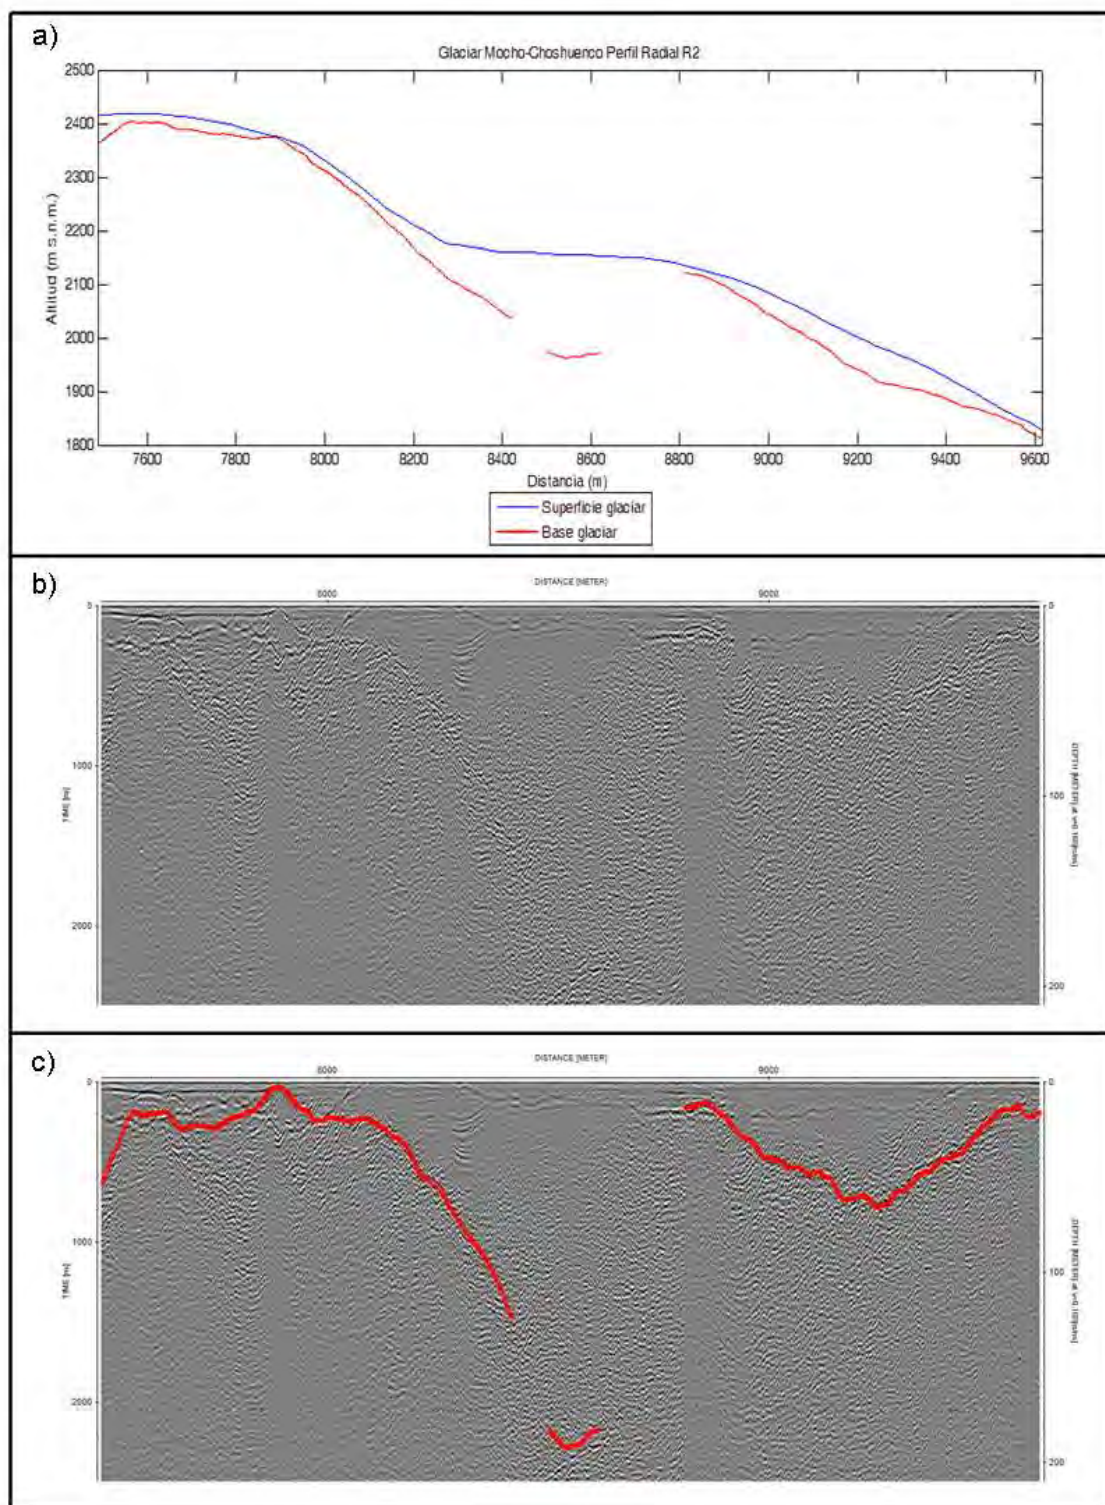 a)
Glaciar Mocho-Choshuenco Perfil Radial R2
2500
2400
2300
2200
2100
2000
1900
1800
Altitud (m s.n.m.)
7600 7800 8000 8200 8400 8600 8800 9000 9200 9400 9600
Distancia (m)
Superficie glaciar
Base glaciar
b)
DISTANCE [METER]
8000 9000
0 0
1000
100
2000
200
TIME [ns]
c)
DISTANCE [METER]
8000 9000
0 0
1000
100
2000
200
TIME [ns]